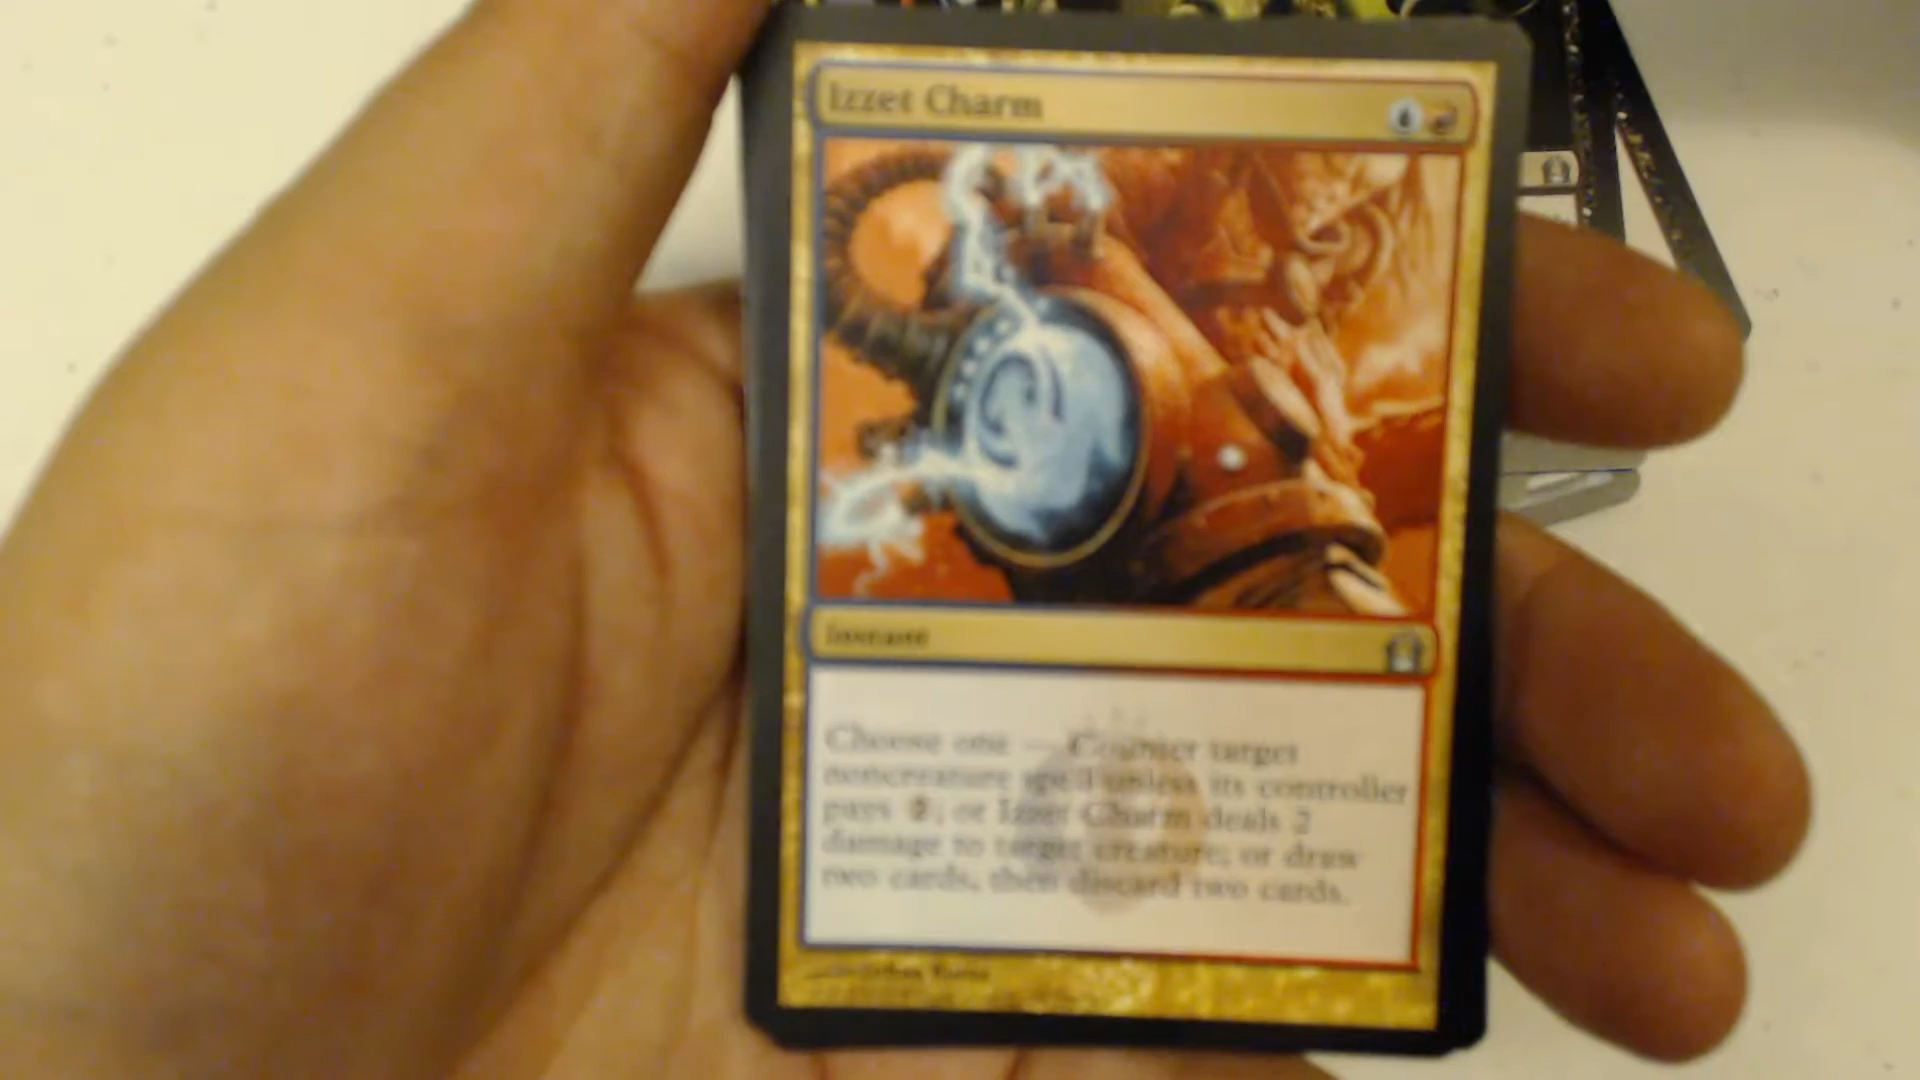 Izzet Charm
Instant
Choose one — Counter target
noncreature spell unless its controller
pays 2; or Izzet Charm deals 2
damage to target creature; or draw
two cards, then discard two cards.